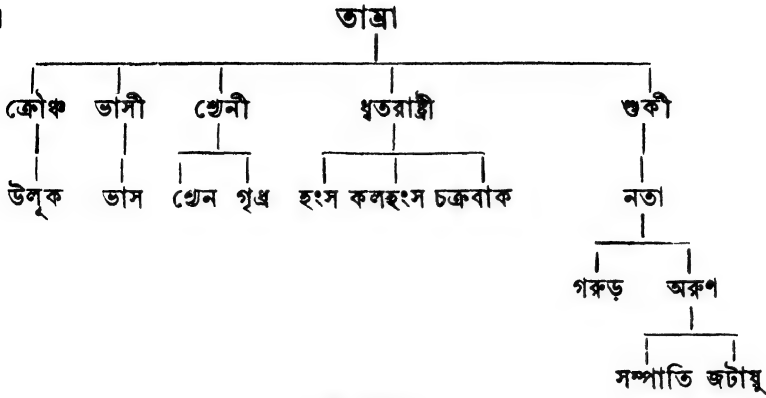 তাম্রা
ক্রৌঞ্চ ভাসী শ্যেনী ধৃতরাষ্ট্রী শুকী
উলূক ভাস শ্যেন গৃধ্র হংস কলহংস চক্রবাক নতা
গরুড় অরুণ
সম্পাতি জটায়ু